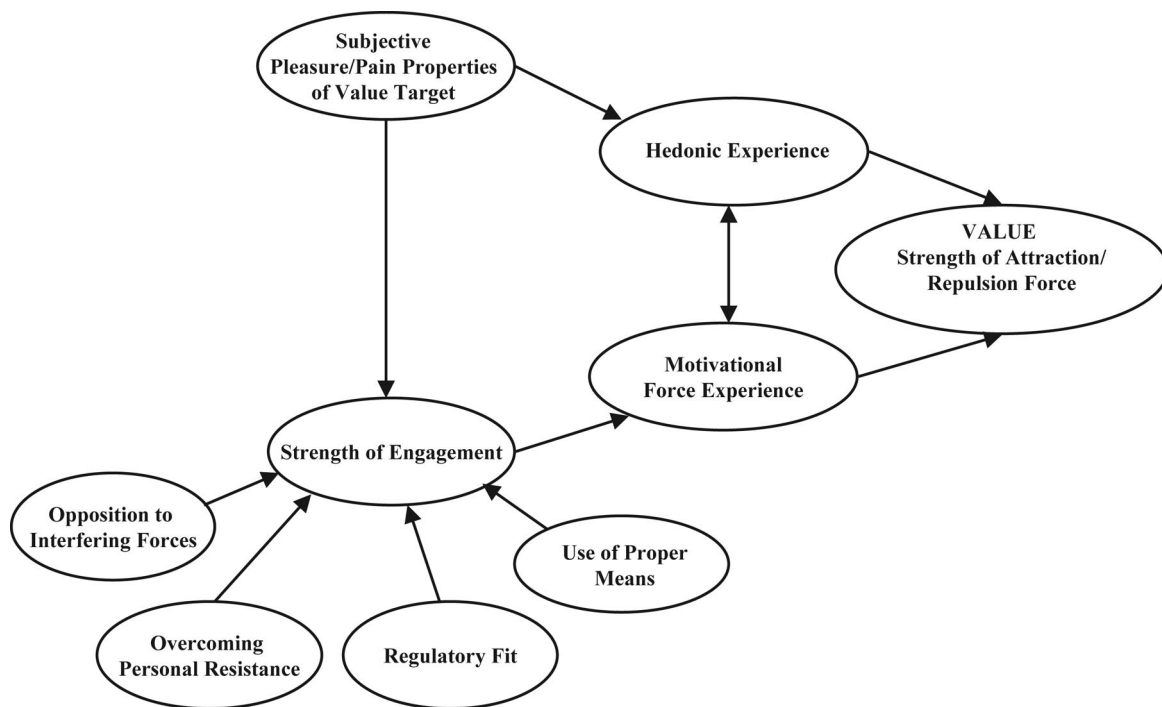 Subjective
Pleasure/Pain Properties
of Value Target
Hedonic Experience
VALUE
Strength of Attraction/
Repulsion Force
Motivational
Force Experience
Strength of Engagement
Opposition to
Interfering Forces
Use of Proper
Means
Overcoming
Personal Resistance
Regulatory Fit